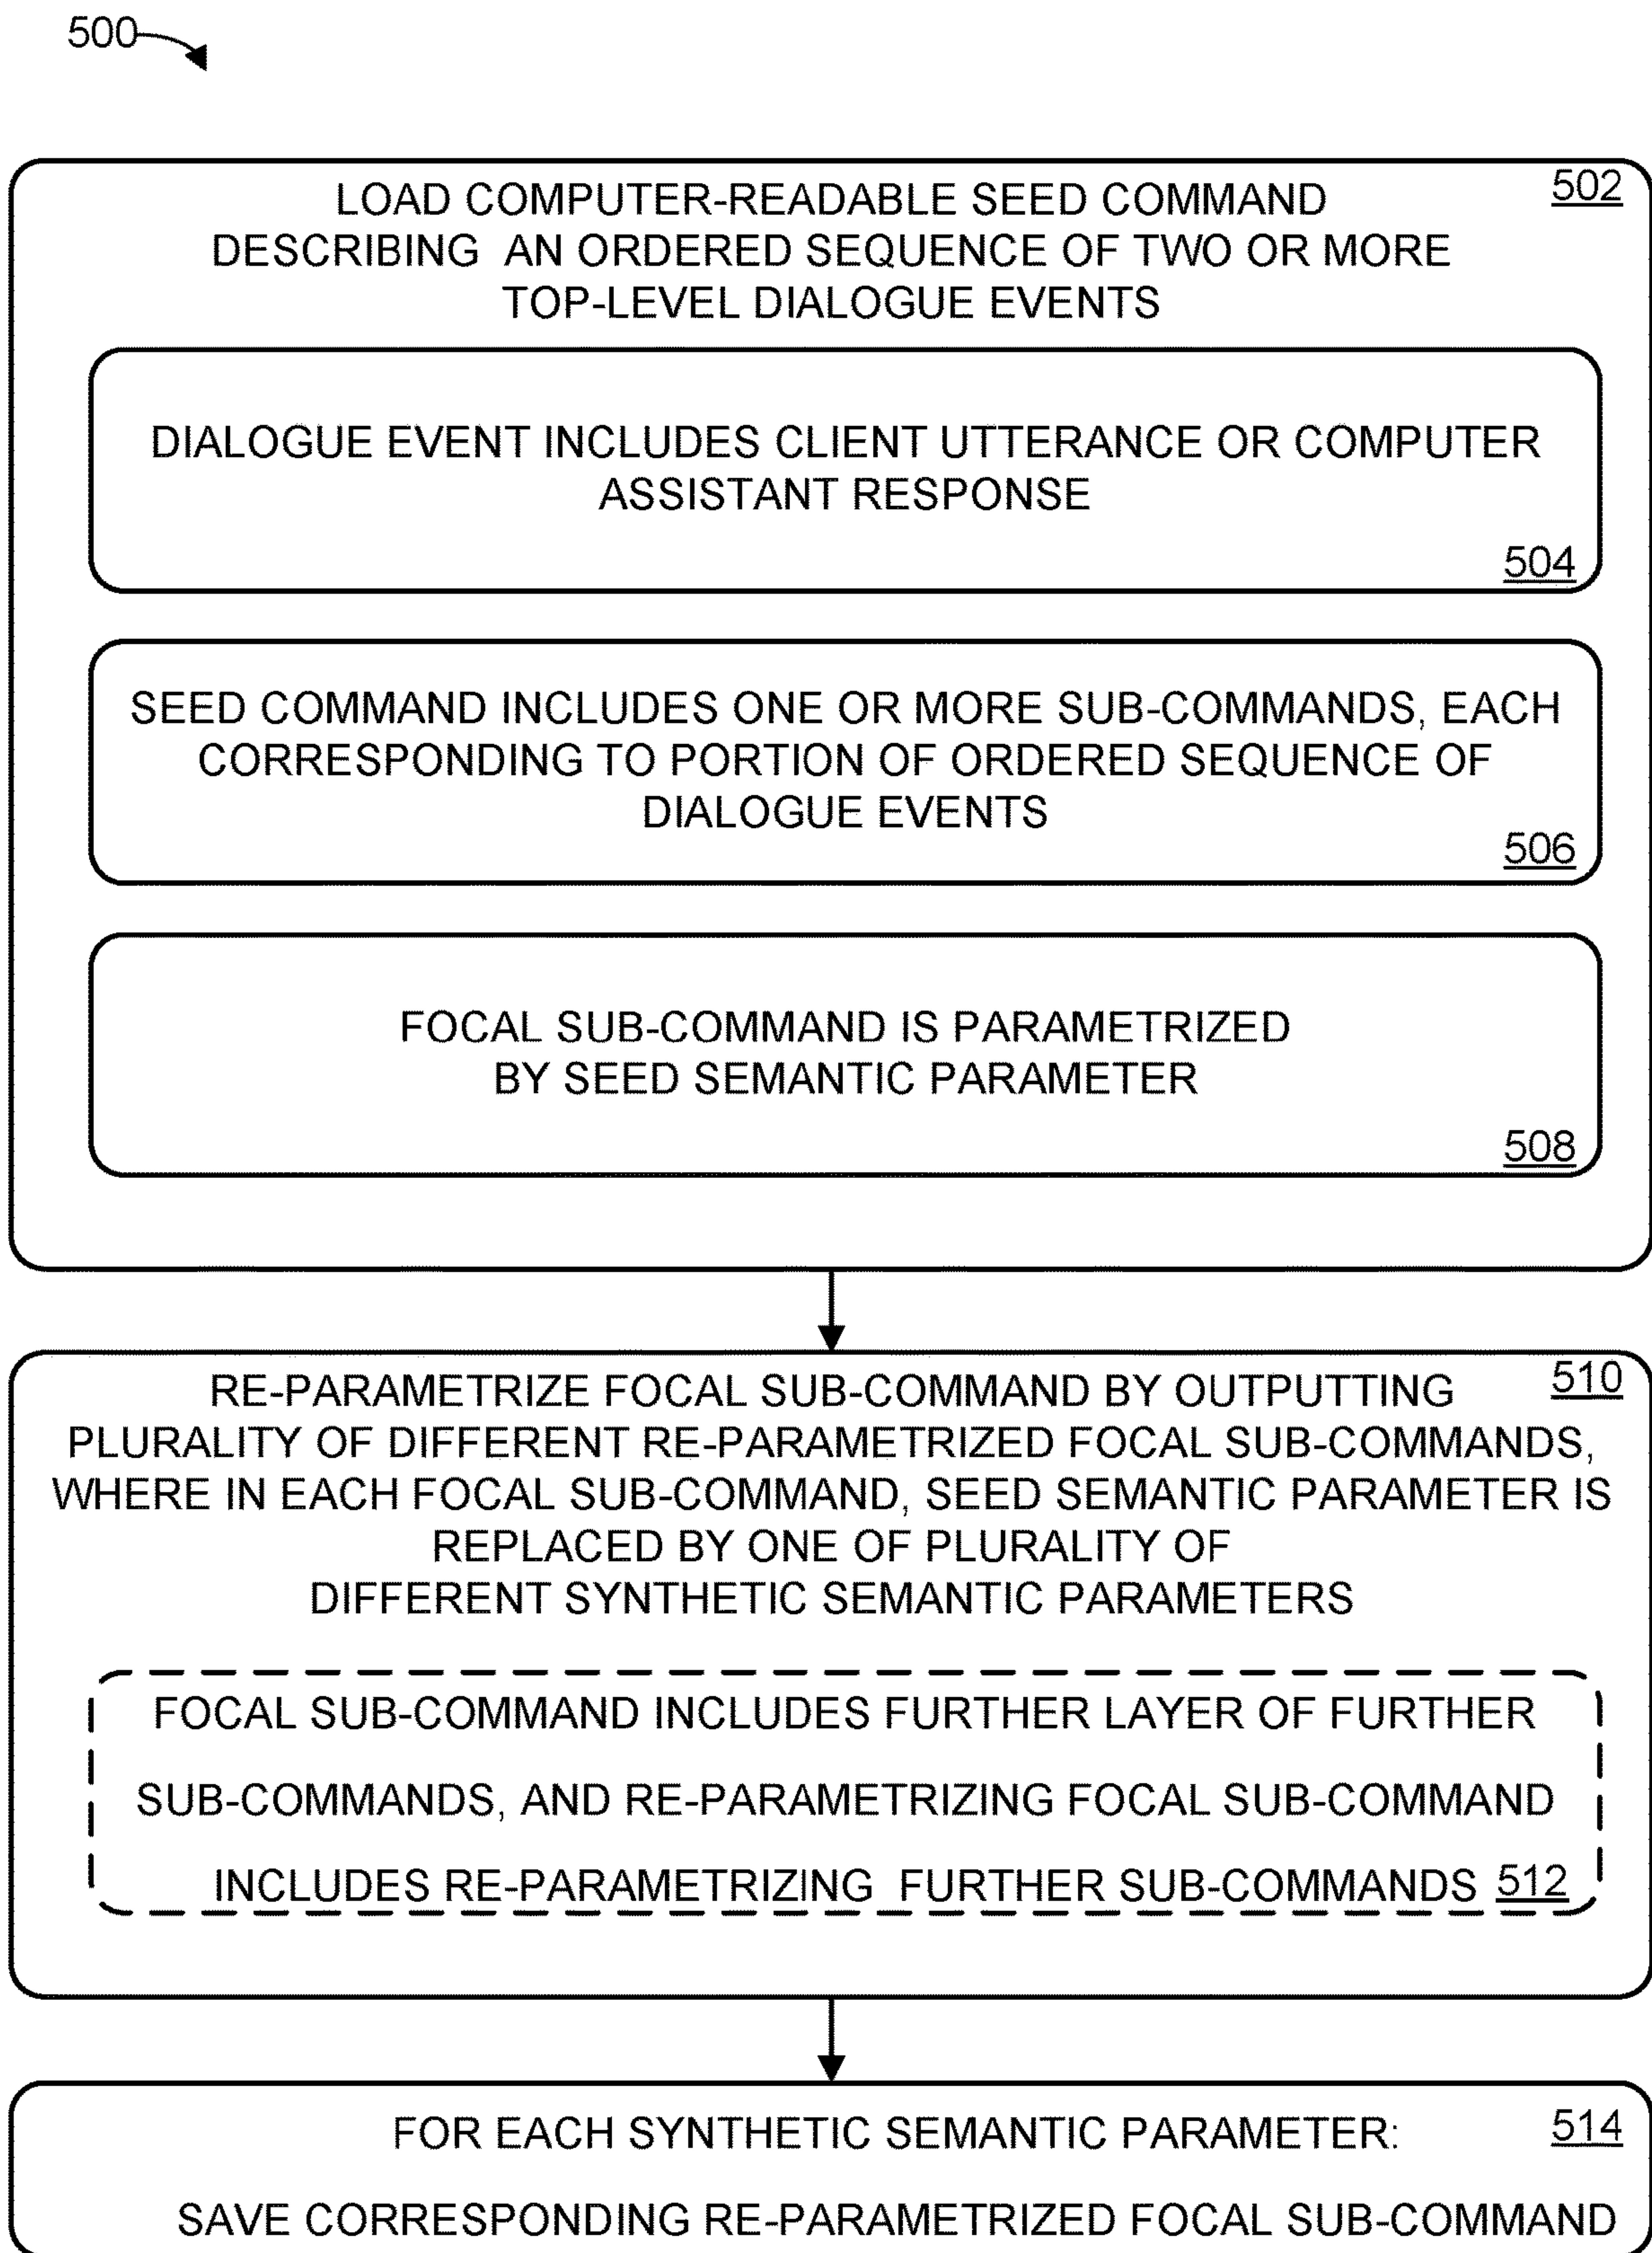 500
LOAD COMPUTER-READABLE SEED COMMAND 502
DESCRIBING AN ORDERED SEQUENCE OF TWO OR MORE
TOP-LEVEL DIALOGUE EVENTS
DIALOGUE EVENT INCLUDES CLIENT UTTERANCE OR COMPUTER
ASSISTANT RESPONSE
504
SEED COMMAND INCLUDES ONE OR MORE SUB-COMMANDS, EACH
CORRESPONDING TO PORTION OF ORDERED SEQUENCE OF
DIALOGUE EVENTS
506
FOCAL SUB-COMMAND IS PARAMETRIZED
BY SEED SEMANTIC PARAMETER
508
RE-PARAMETRIZE FOCAL SUB-COMMAND BY OUTPUTTING 510
PLURALITY OF DIFFERENT RE-PARAMETRIZED FOCAL SUB-COMMANDS,
WHERE IN EACH FOCAL SUB-COMMAND, SEED SEMANTIC PARAMETER IS
REPLACED BY ONE OF PLURALITY OF
DIFFERENT SYNTHETIC SEMANTIC PARAMETERS
FOCAL SUB-COMMAND INCLUDES FURTHER LAYER OF FURTHER
SUB-COMMANDS, AND RE-PARAMETRIZING FOCAL SUB-COMMAND
INCLUDES RE-PARAMETRIZING FURTHER SUB-COMMANDS 512
FOR EACH SYNTHETIC SEMANTIC PARAMETER: 514
SAVE CORRESPONDING RE-PARAMETRIZED FOCAL SUB-COMMAND